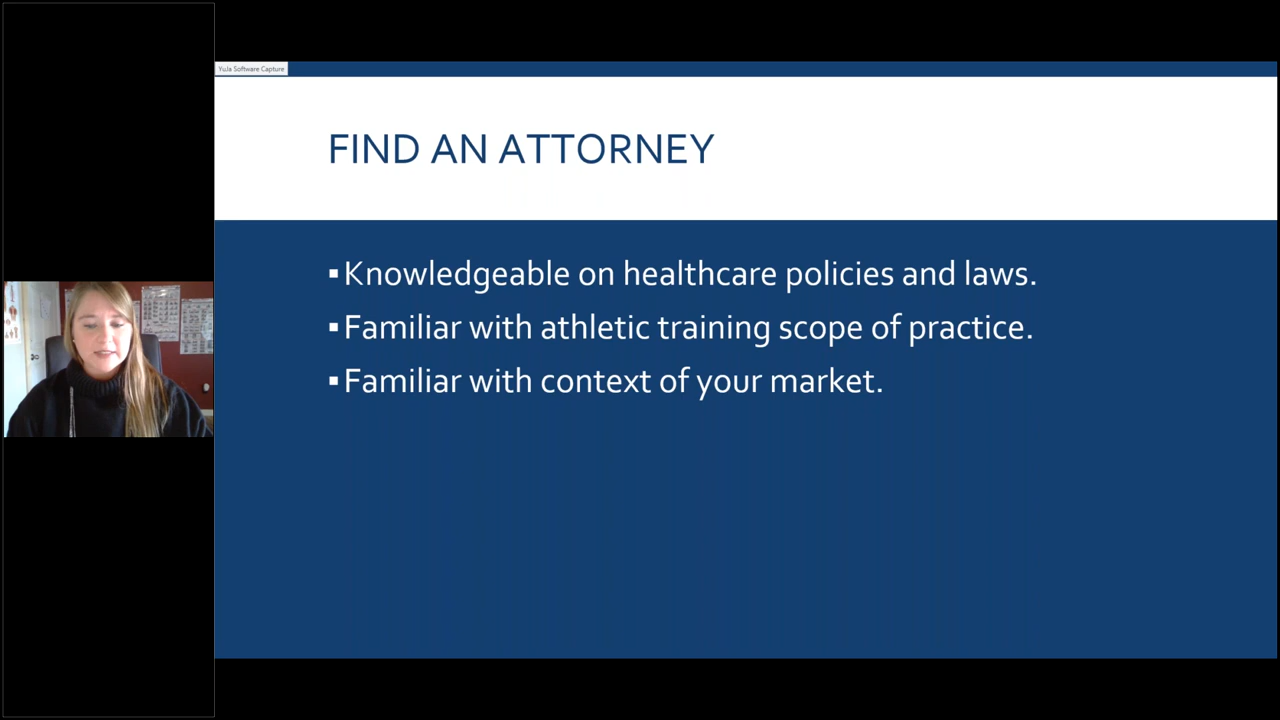 YuJa Software Capture
FIND AN ATTORNEY
▪Knowledgeable on healthcare policies and laws.
▪Familiar with athletic training scope of practice.
▪Familiar with context of your market.